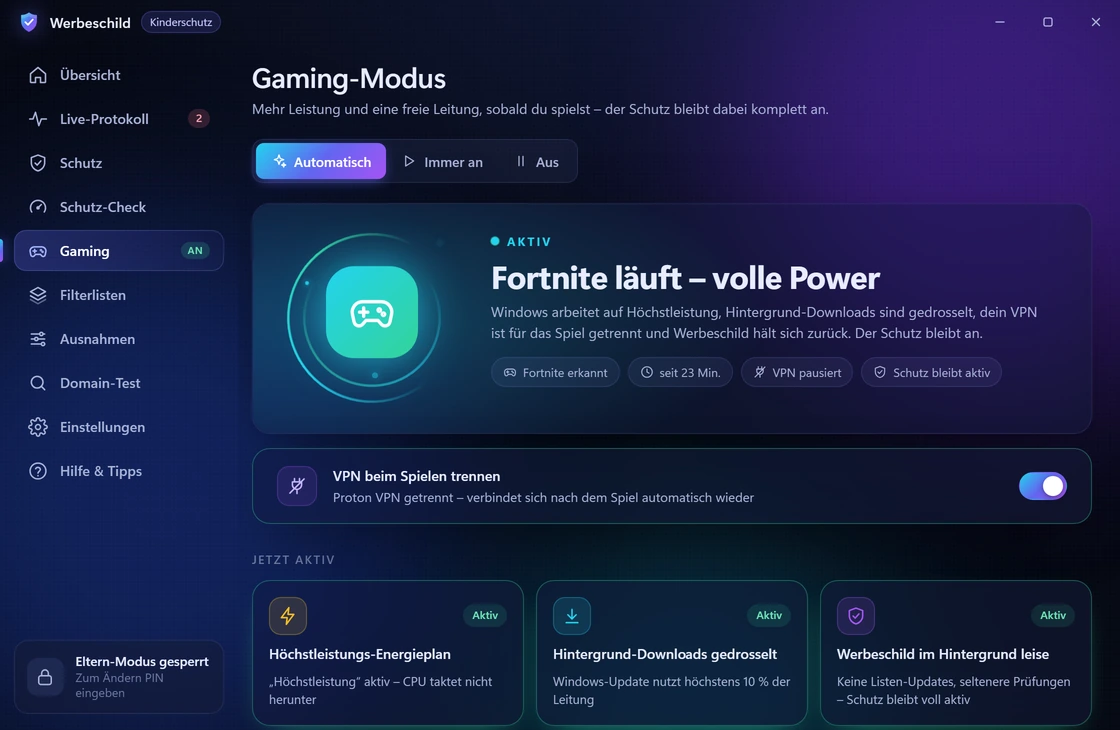 Werbeschild
Kinderschutz
Übersicht
Live-Protokoll
2
Schutz
Schutz-Check
Gaming
AN
Filterlisten
Ausnahmen
Domain-Test
Einstellungen
Hilfe & Tipps
Eltern-Modus gesperrt
Zum Ändern PIN
eingeben
Gaming-Modus
Mehr Leistung und eine freie Leitung, sobald du spielst – der Schutz bleibt dabei komplett an.
Automatisch
Immer an
Aus
AKTIV
Fortnite läuft – volle Power
Windows arbeitet auf Höchstleistung, Hintergrund-Downloads sind gedrosselt, dein VPN
ist für das Spiel getrennt und Werbeschild hält sich zurück. Der Schutz bleibt an.
Fortnite erkannt
seit 23 Min.
VPN pausiert
Schutz bleibt aktiv
VPN beim Spielen trennen
Proton VPN getrennt – verbindet sich nach dem Spiel automatisch wieder
JETZT AKTIV
Aktiv
Höchstleistungs-Energieplan
„Höchstleistung“ aktiv – CPU taktet nicht
herunter
Aktiv
Hintergrund-Downloads gedrosselt
Windows-Update nutzt höchstens 10 % der
Leitung
Aktiv
Werbeschild im Hintergrund leise
Keine Listen-Updates, seltenere Prüfungen
– Schutz bleibt voll aktiv